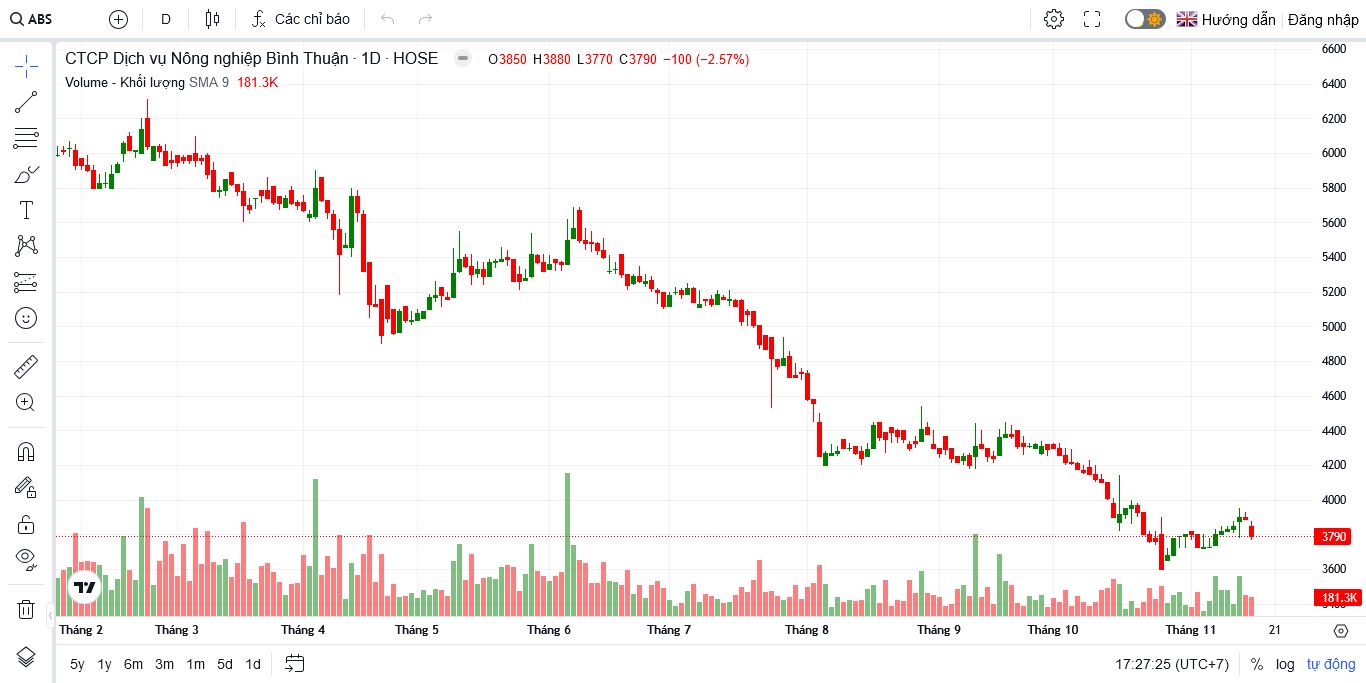 ABS
D
Các chỉ báo
Hướng dẫn
Đăng nhập
CTCP Dịch vụ Nông nghiệp Bình Thuận · 1D · HOSE
O3850 H3880 L3770 C3790 −100 (−2.57%)
Volume - Khối lượng SMA 9 181.3K
6600
6400
6200
6000
5800
5600
5400
5200
5000
4800
4600
4400
4200
4000
3790
3600
181.3K
Tháng 2 Tháng 3 Tháng 4 Tháng 5 Tháng 6 Tháng 7 Tháng 8 Tháng 9 Tháng 10 Tháng 11 21
5y 1y 6m 3m 1m 5d 1d
17:27:25 (UTC+7) % log tự động